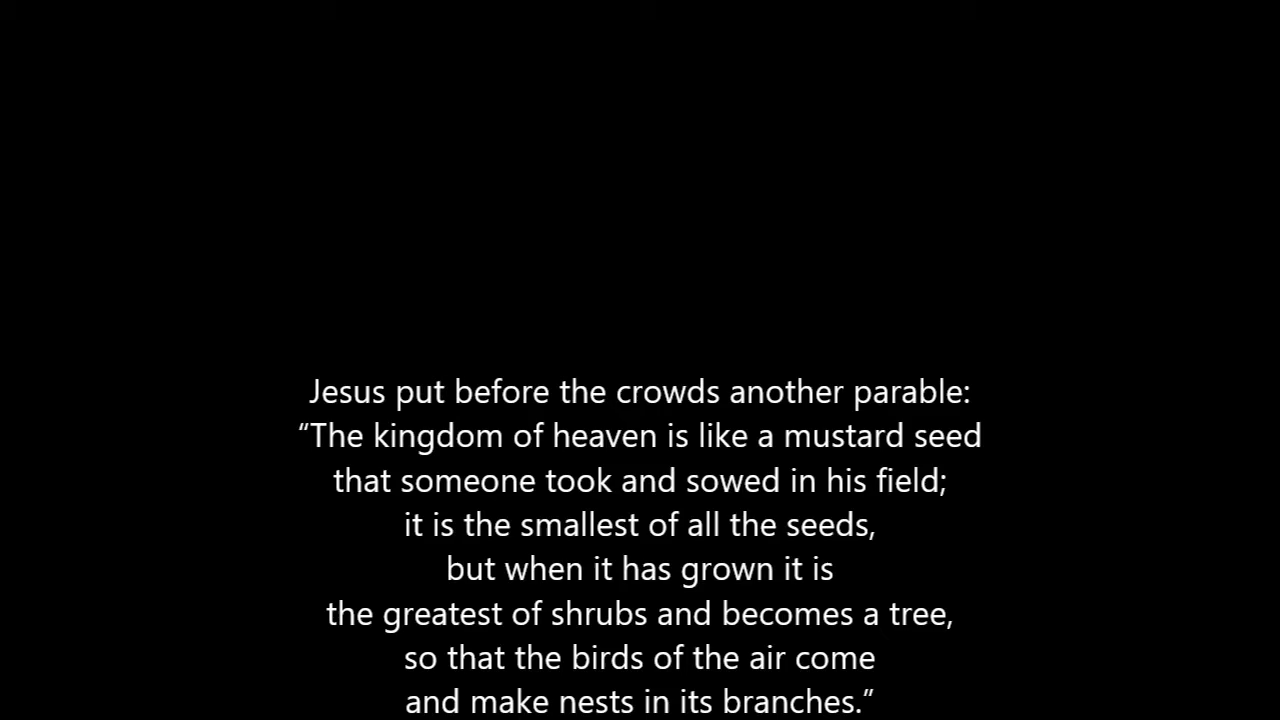 Jesus put before the crowds another parable:
“The kingdom of heaven is like a mustard seed
that someone took and sowed in his field;
it is the smallest of all the seeds,
but when it has grown it is
the greatest of shrubs and becomes a tree,
so that the birds of the air come
and make nests in its branches.”